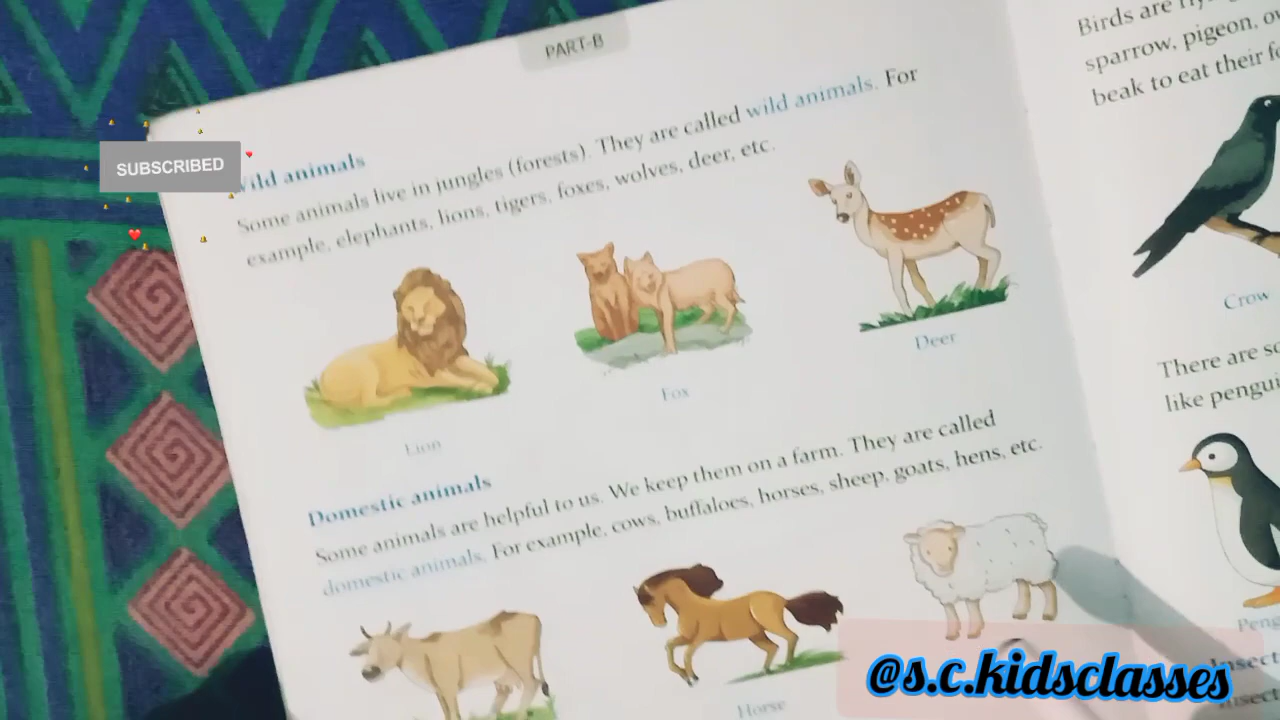 PART-B
SUBSCRIBED
Wild animals
Some animals live in jungles (forests). They are called wild animals. For
example, elephants, lions, tigers, foxes, wolves, deer, etc.
Lion
Fox
Deer
Domestic animals
Some animals are helpful to us. We keep them on a farm. They are called
domestic animals. For example, cows, buffaloes, horses, sheep, goats, hens, etc.
Horse
Birds are
sparrow, pigeon,
beak to eat their
Crow
There are
like
@s.c.kidsclasses